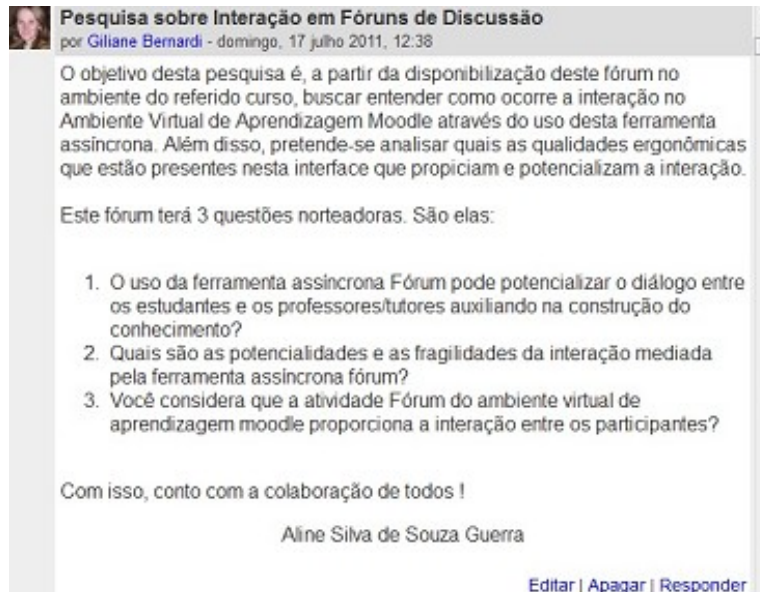 Pesquisa sobre Interação em Fóruns de Discussão
por Giliane Bernardi - domingo, 17 julho 2011, 12:38
O objetivo desta pesquisa é, a partir da disponibilização deste fórum no
ambiente do referido curso, buscar entender como ocorre a interação no
Ambiente Virtual de Aprendizagem Moodle através do uso desta ferramenta
assíncrona. Além disso, pretende-se analisar quais as qualidades ergonômicas
que estão presentes nesta interface que propiciam e potencializam a interação.
Este fórum terá 3 questões norteadoras. São elas:
1. O uso da ferramenta assíncrona Fórum pode potencializar o diálogo entre
os estudantes e os professores/tutores auxiliando na construção do
conhecimento?
2. Quais são as potencialidades e as fragilidades da interação mediada
pela ferramenta assíncrona fórum?
3. Você considera que a atividade Fórum do ambiente virtual de
aprendizagem moodle proporciona a interação entre os participantes?
Com isso, conto com a colaboração de todos !
Aline Silva de Souza Guerra
Editar | Apagar | Responder